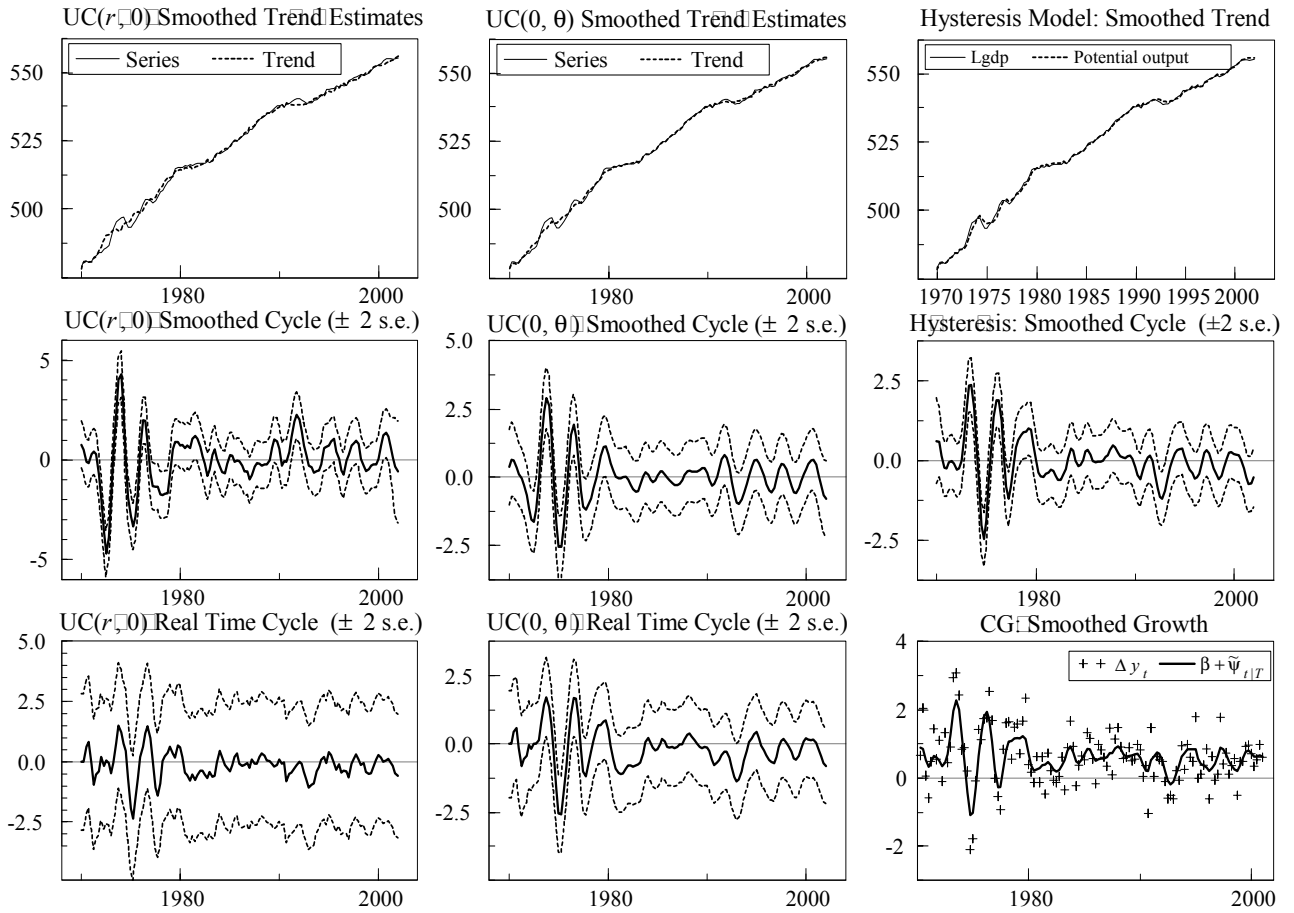 UC(r, 0) Smoothed Trend Estimates
UC(0, θ) Smoothed Trend Estimates
Hysteresis Model: Smoothed Trend
Series Trend
Series Trend
Lgdp Potential output
550
525
500
1980 2000
550
525
500
1980 2000
550
525
500
1970 1975 1980 1985 1990 1995 2000
UC(r, 0) Smoothed Cycle (± 2 s.e.)
UC(0, θ) Smoothed Cycle (± 2 s.e.)
Hysteresis: Smoothed Cycle (±2 s.e.)
5
0
-5
1980 2000
5.0
2.5
0.0
-2.5
1980 2000
2.5
0.0
-2.5
1980 2000
UC(r, 0) Real Time Cycle (± 2 s.e.)
UC(0, θ) Real Time Cycle (± 2 s.e.)
CG: Smoothed Growth
5.0
2.5
0.0
-2.5
1980 2000
2.5
0.0
-2.5
1980 2000
Δ y_t β + ψ̃_{t|T}
4
2
0
-2
1980 2000